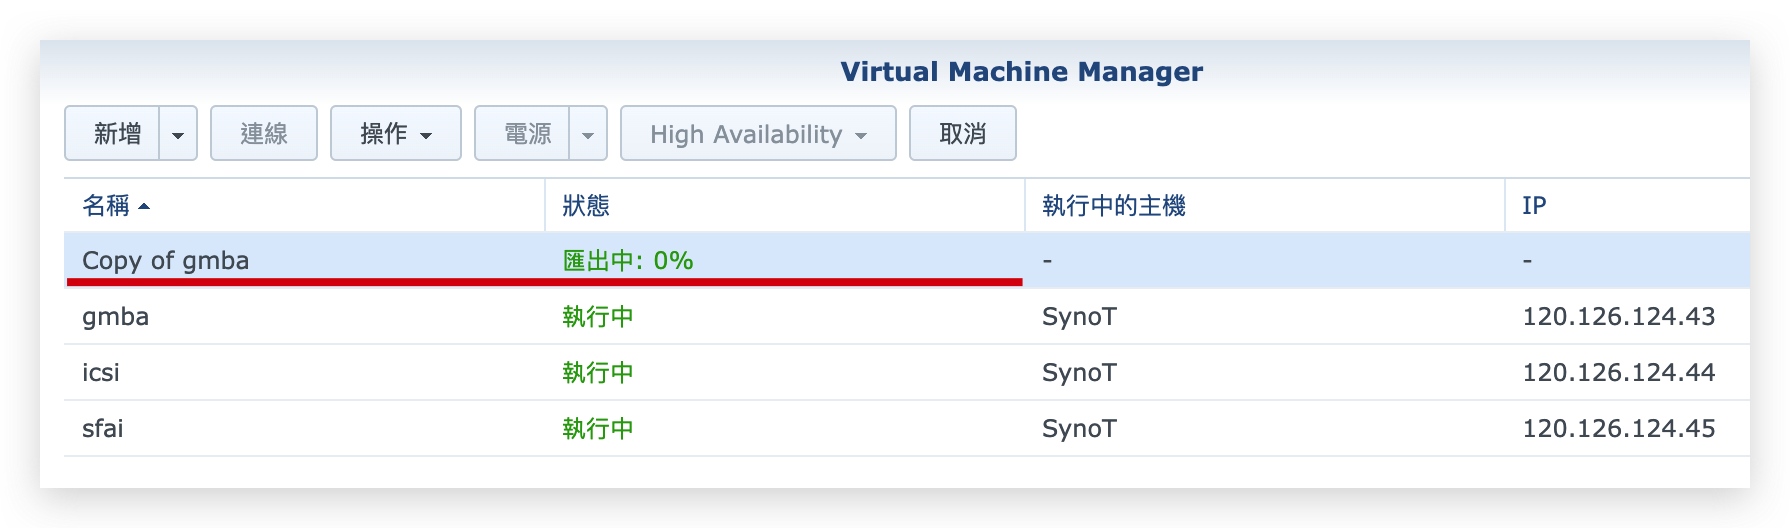 Virtual Machine Manager
新增 連線 操作 電源 High Availability 取消
名稱 狀態 執行中的主機 IP
Copy of gmba 匯出中: 0% - -
gmba 執行中 SynoT 120.126.124.43
icsi 執行中 SynoT 120.126.124.44
sfai 執行中 SynoT 120.126.124.45